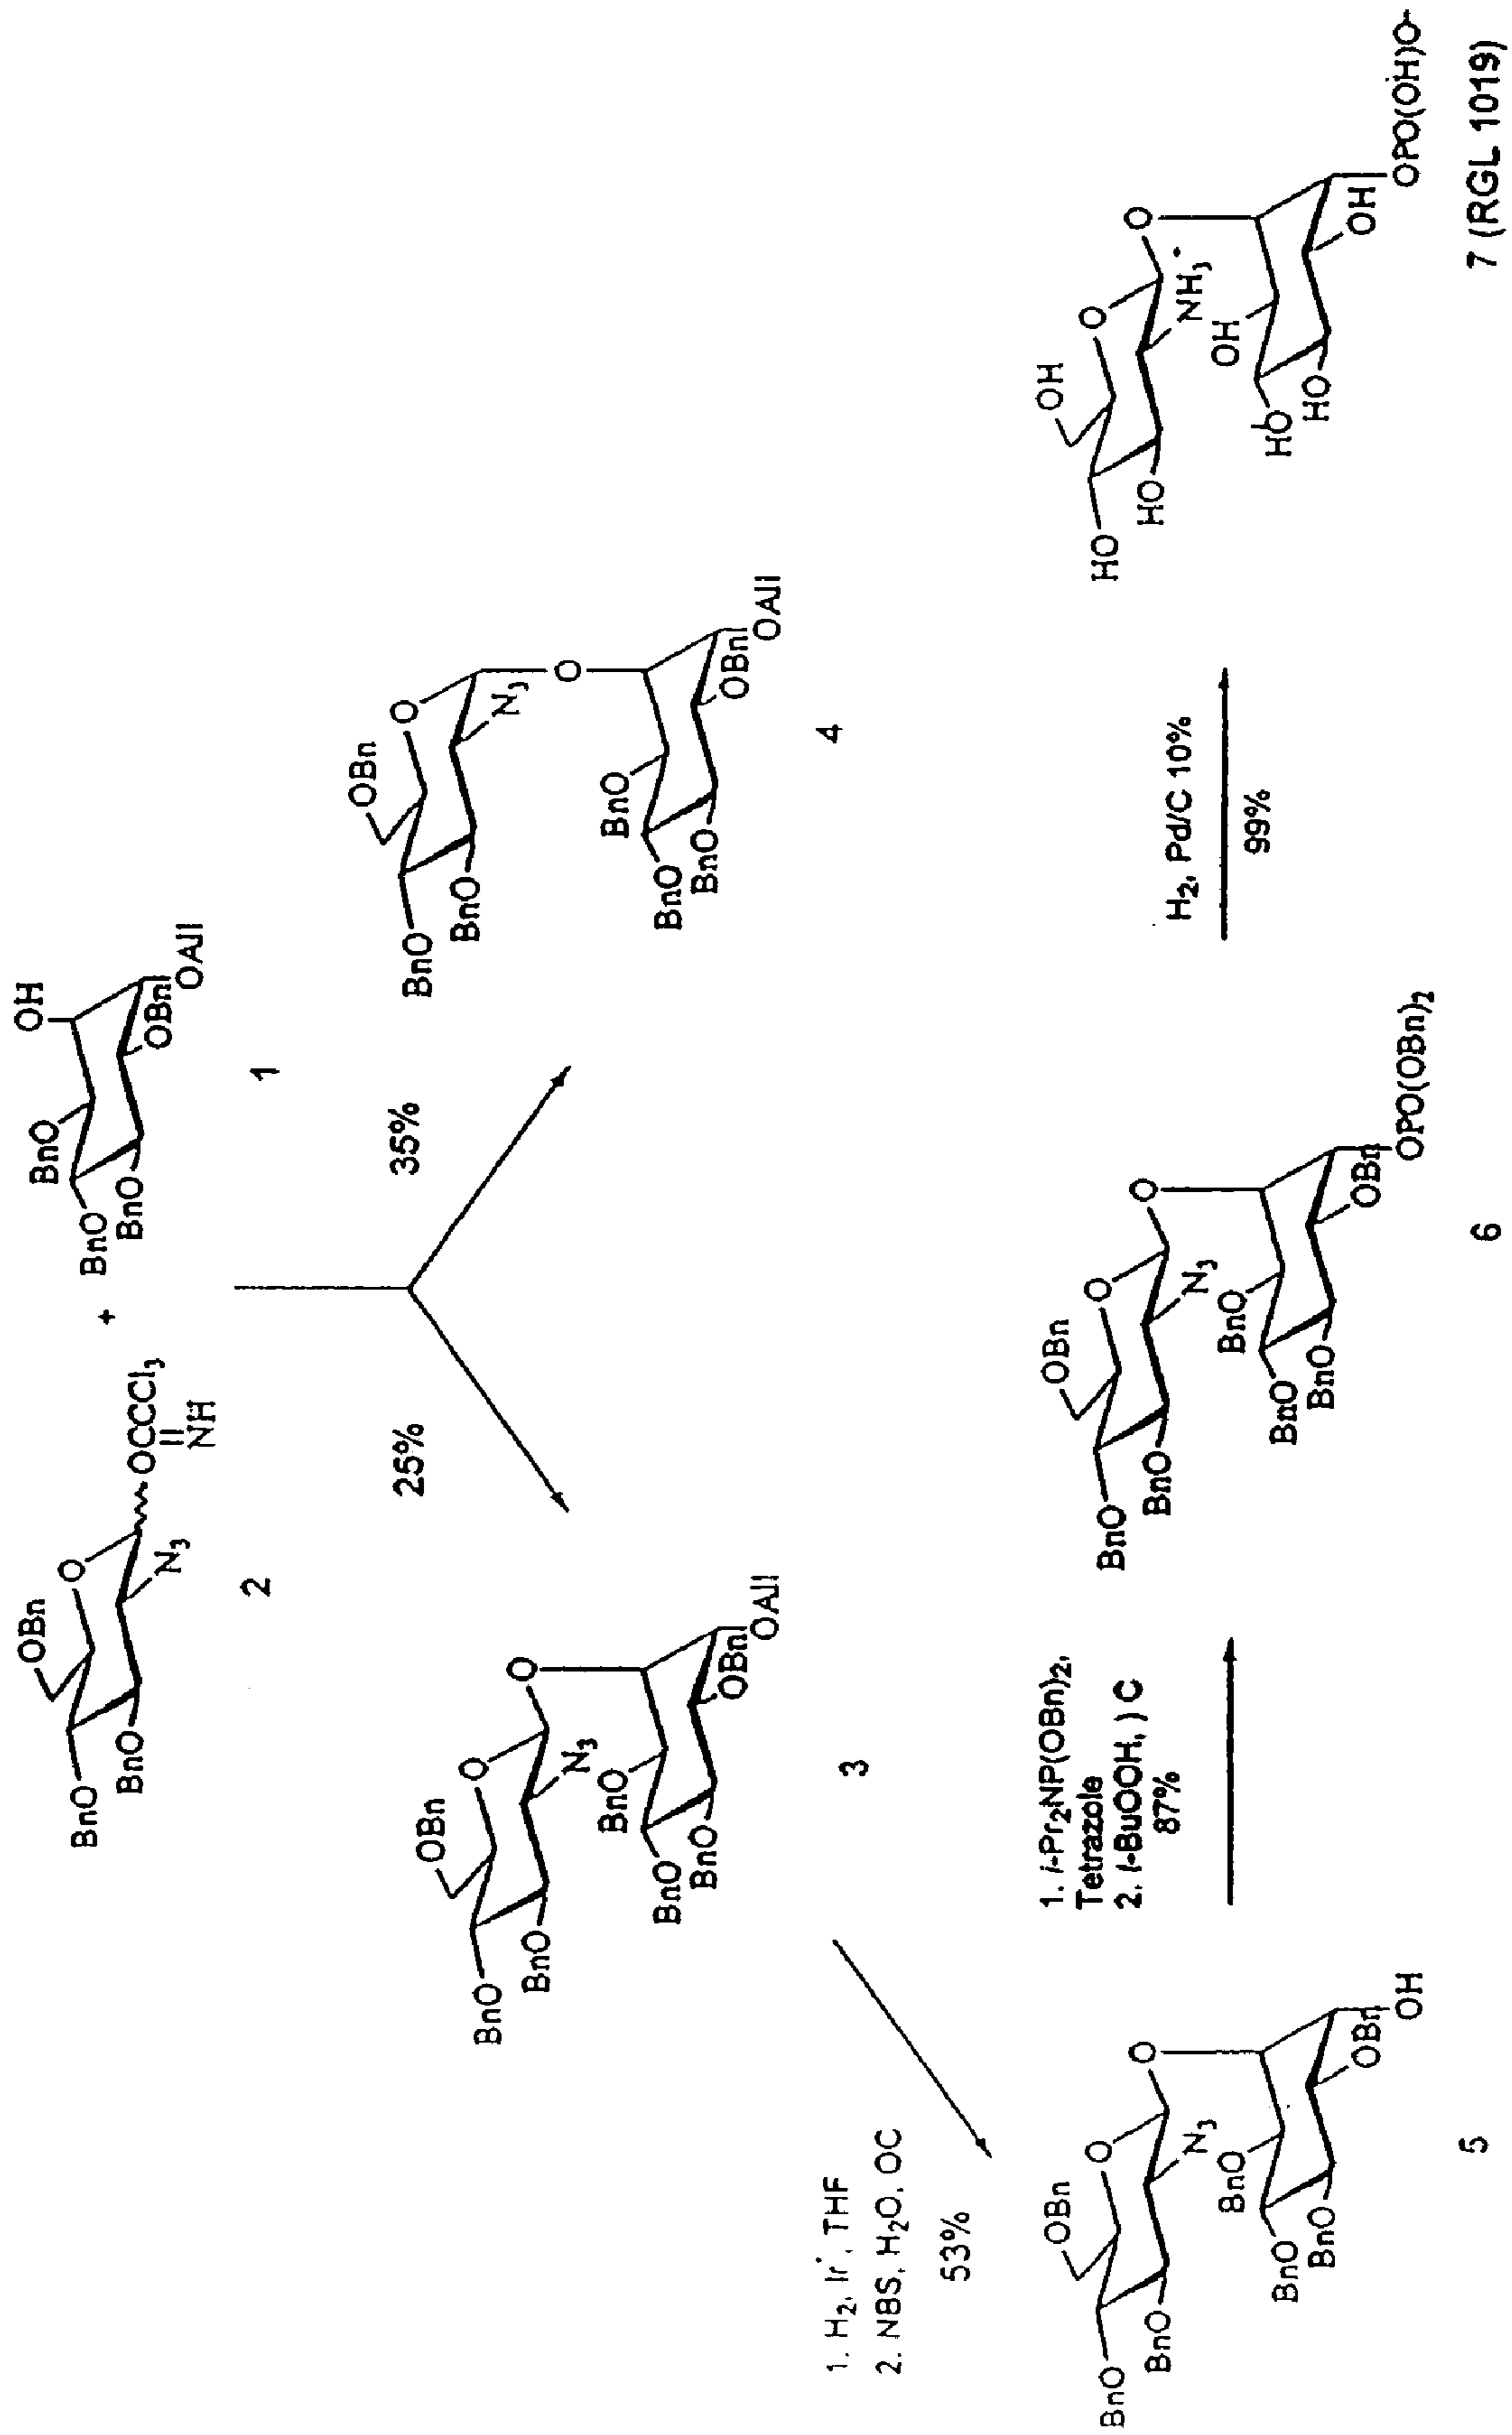 OBn
O
BnO
BnO
N3
OCCCl3
NH
2
+
OH
BnO
BnO
BnO
OBn
OAll
1
25%
35%
OBn
O
O
BnO
BnO
N3
BnO
BnO
BnO
OBn
OAll
3
OBn
O
BnO
BnO
N3
O
BnO
BnO
BnO
OBn
OAll
4
1. H2, Ir+, THF
2. NBS, H2O, OC
53%
OBn
O
O
BnO
BnO
N3
BnO
BnO
BnO
OBn
OH
5
1. i-Pr2NP(OBn)2,
Tetrazole
2. t-BuOOH, ) C
87%
OBn
O
O
BnO
BnO
N3
BnO
BnO
BnO
OBn
OPO(OBn)2
6
H2, Pd/C 10%
99%
OH
O
O
HO
HO
NH3+
OH
HO
HO
OH
OPO(OH)O-
7 (RGL 1019)